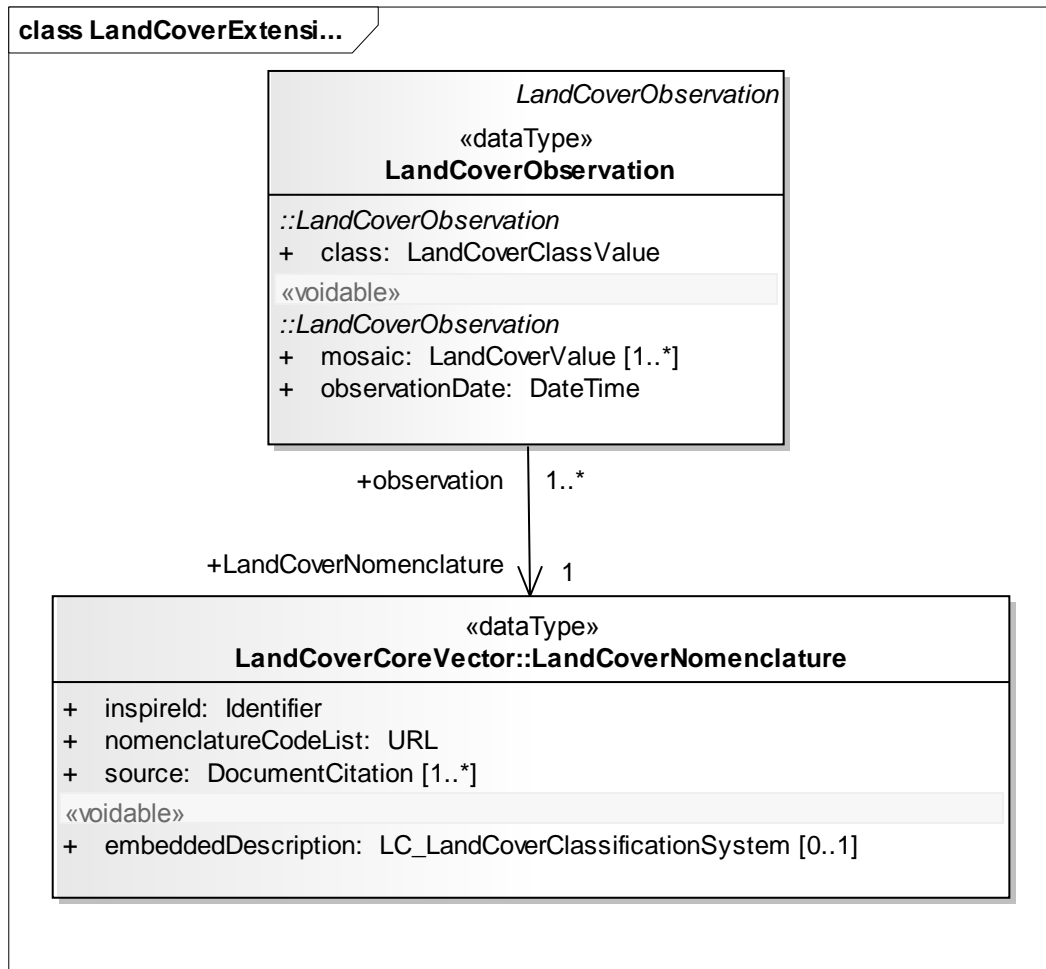 class LandCoverExtensi...
LandCoverObservation
«dataType»
LandCoverObservation
::LandCoverObservation
+ class: LandCoverClassValue
«voidable»
::LandCoverObservation
+ mosaic: LandCoverValue [1..*]
+ observationDate: DateTime
+observation 1..*
+LandCoverNomenclature 1
«dataType»
LandCoverCoreVector::LandCoverNomenclature
+ inspireId: Identifier
+ nomenclatureCodeList: URL
+ source: DocumentCitation [1..*]
«voidable»
+ embeddedDescription: LC_LandCoverClassificationSystem [0..1]